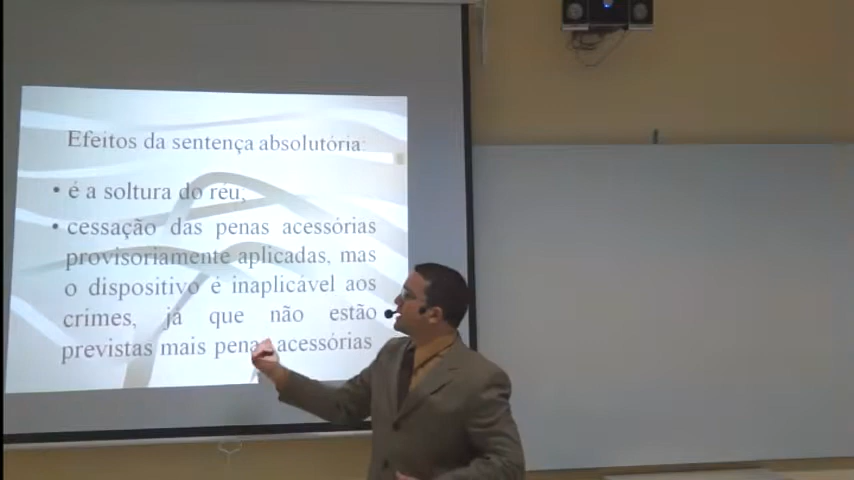 Efeitos da sentença absolutória:
• é a soltura do réu,
• cessação das penas acessórias
provisoriamente aplicadas, mas
o dispositivo é inaplicável aos
crimes, já que não estão
previstas mais penas acessórias